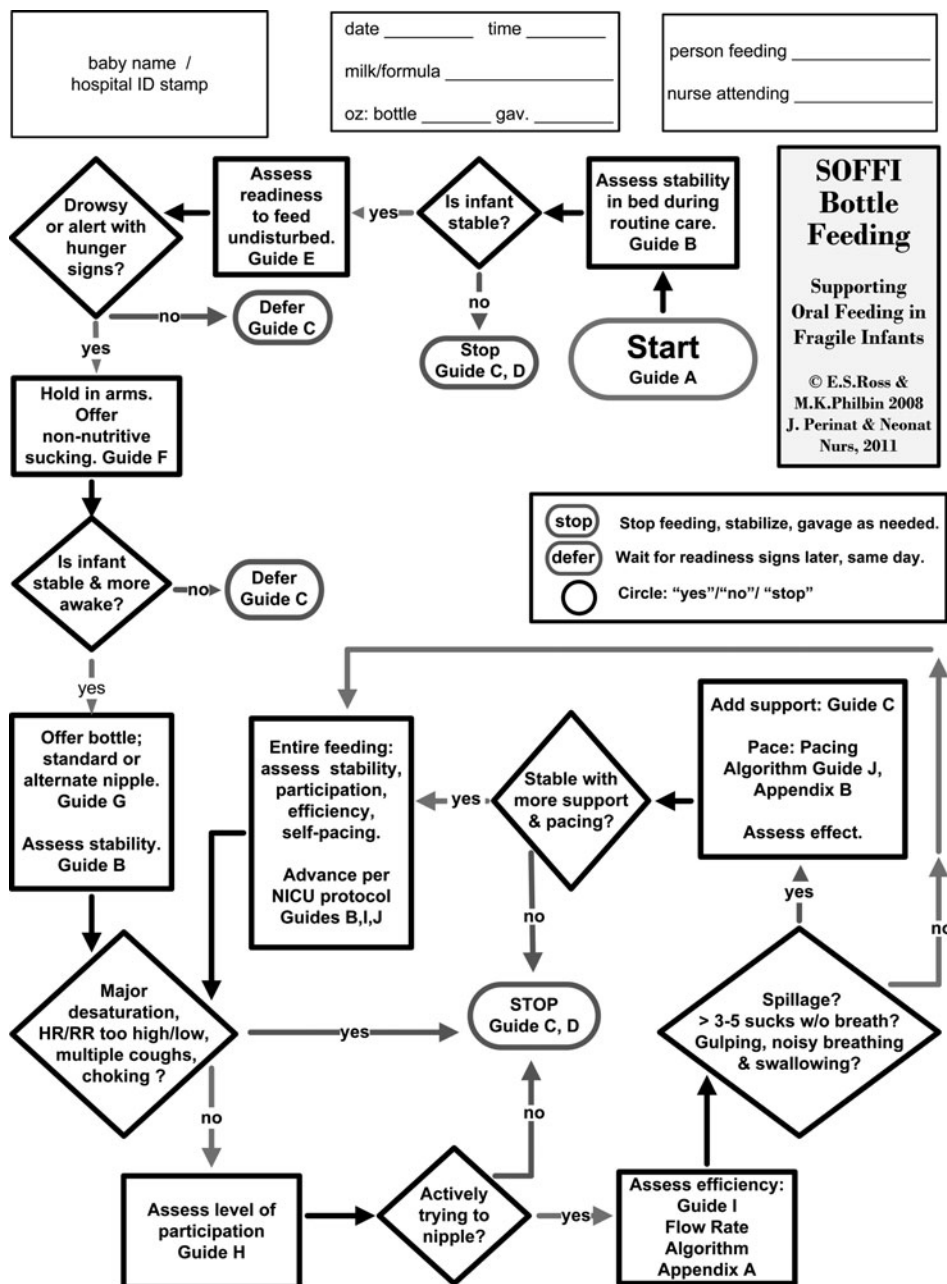 baby name /
hospital ID stamp
date ________ time ________
milk/formula ________________
oz: bottle ______ gav. _______
person feeding ____________
nurse attending ____________
SOFFI
Bottle
Feeding
Supporting
Oral Feeding in
Fragile Infants
© E.S.Ross &
M.K.Philbin 2008
J. Perinat & Neonat
Nurs, 2011
Start
Guide A
Assess stability
in bed during
routine care.
Guide B
Is infant
stable?
yes
no
Stop
Guide C, D
Assess
readiness
to feed
undisturbed.
Guide E
Drowsy
or alert with
hunger
signs?
no
Defer
Guide C
yes
Hold in arms.
Offer
non-nutritive
sucking. Guide F
Is infant
stable & more
awake?
no
Defer
Guide C
yes
stop
Stop feeding, stabilize, gavage as needed.
defer
Wait for readiness signs later, same day.
Circle: “yes”/“no”/ “stop”
Offer bottle;
standard or
alternate nipple.
Guide G
Assess stability.
Guide B
Entire feeding:
assess stability,
participation,
efficiency,
self-pacing.
Advance per
NICU protocol
Guides B,I,J
yes
Stable with
more support
& pacing?
no
Add support: Guide C
Pace: Pacing
Algorithm Guide J,
Appendix B
Assess effect.
yes
no
Major
desaturation,
HR/RR too high/low,
multiple coughs,
choking ?
yes
STOP
Guide C, D
no
Spillage?
> 3-5 sucks w/o breath?
Gulping, noisy breathing
& swallowing?
Assess level of
participation
Guide H
Actively
trying to
nipple?
no
yes
Assess efficiency:
Guide I
Flow Rate
Algorithm
Appendix A